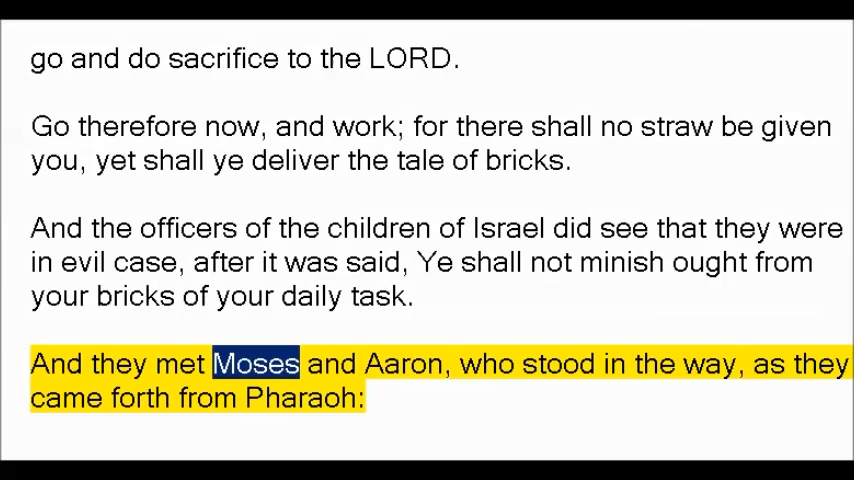 go and do sacrifice to the LORD.
Go therefore now, and work; for there shall no straw be given
you, yet shall ye deliver the tale of bricks.
And the officers of the children of Israel did see that they were
in evil case, after it was said, Ye shall not minish ought from
your bricks of your daily task.
And they met Moses and Aaron, who stood in the way, as they
came forth from Pharaoh: